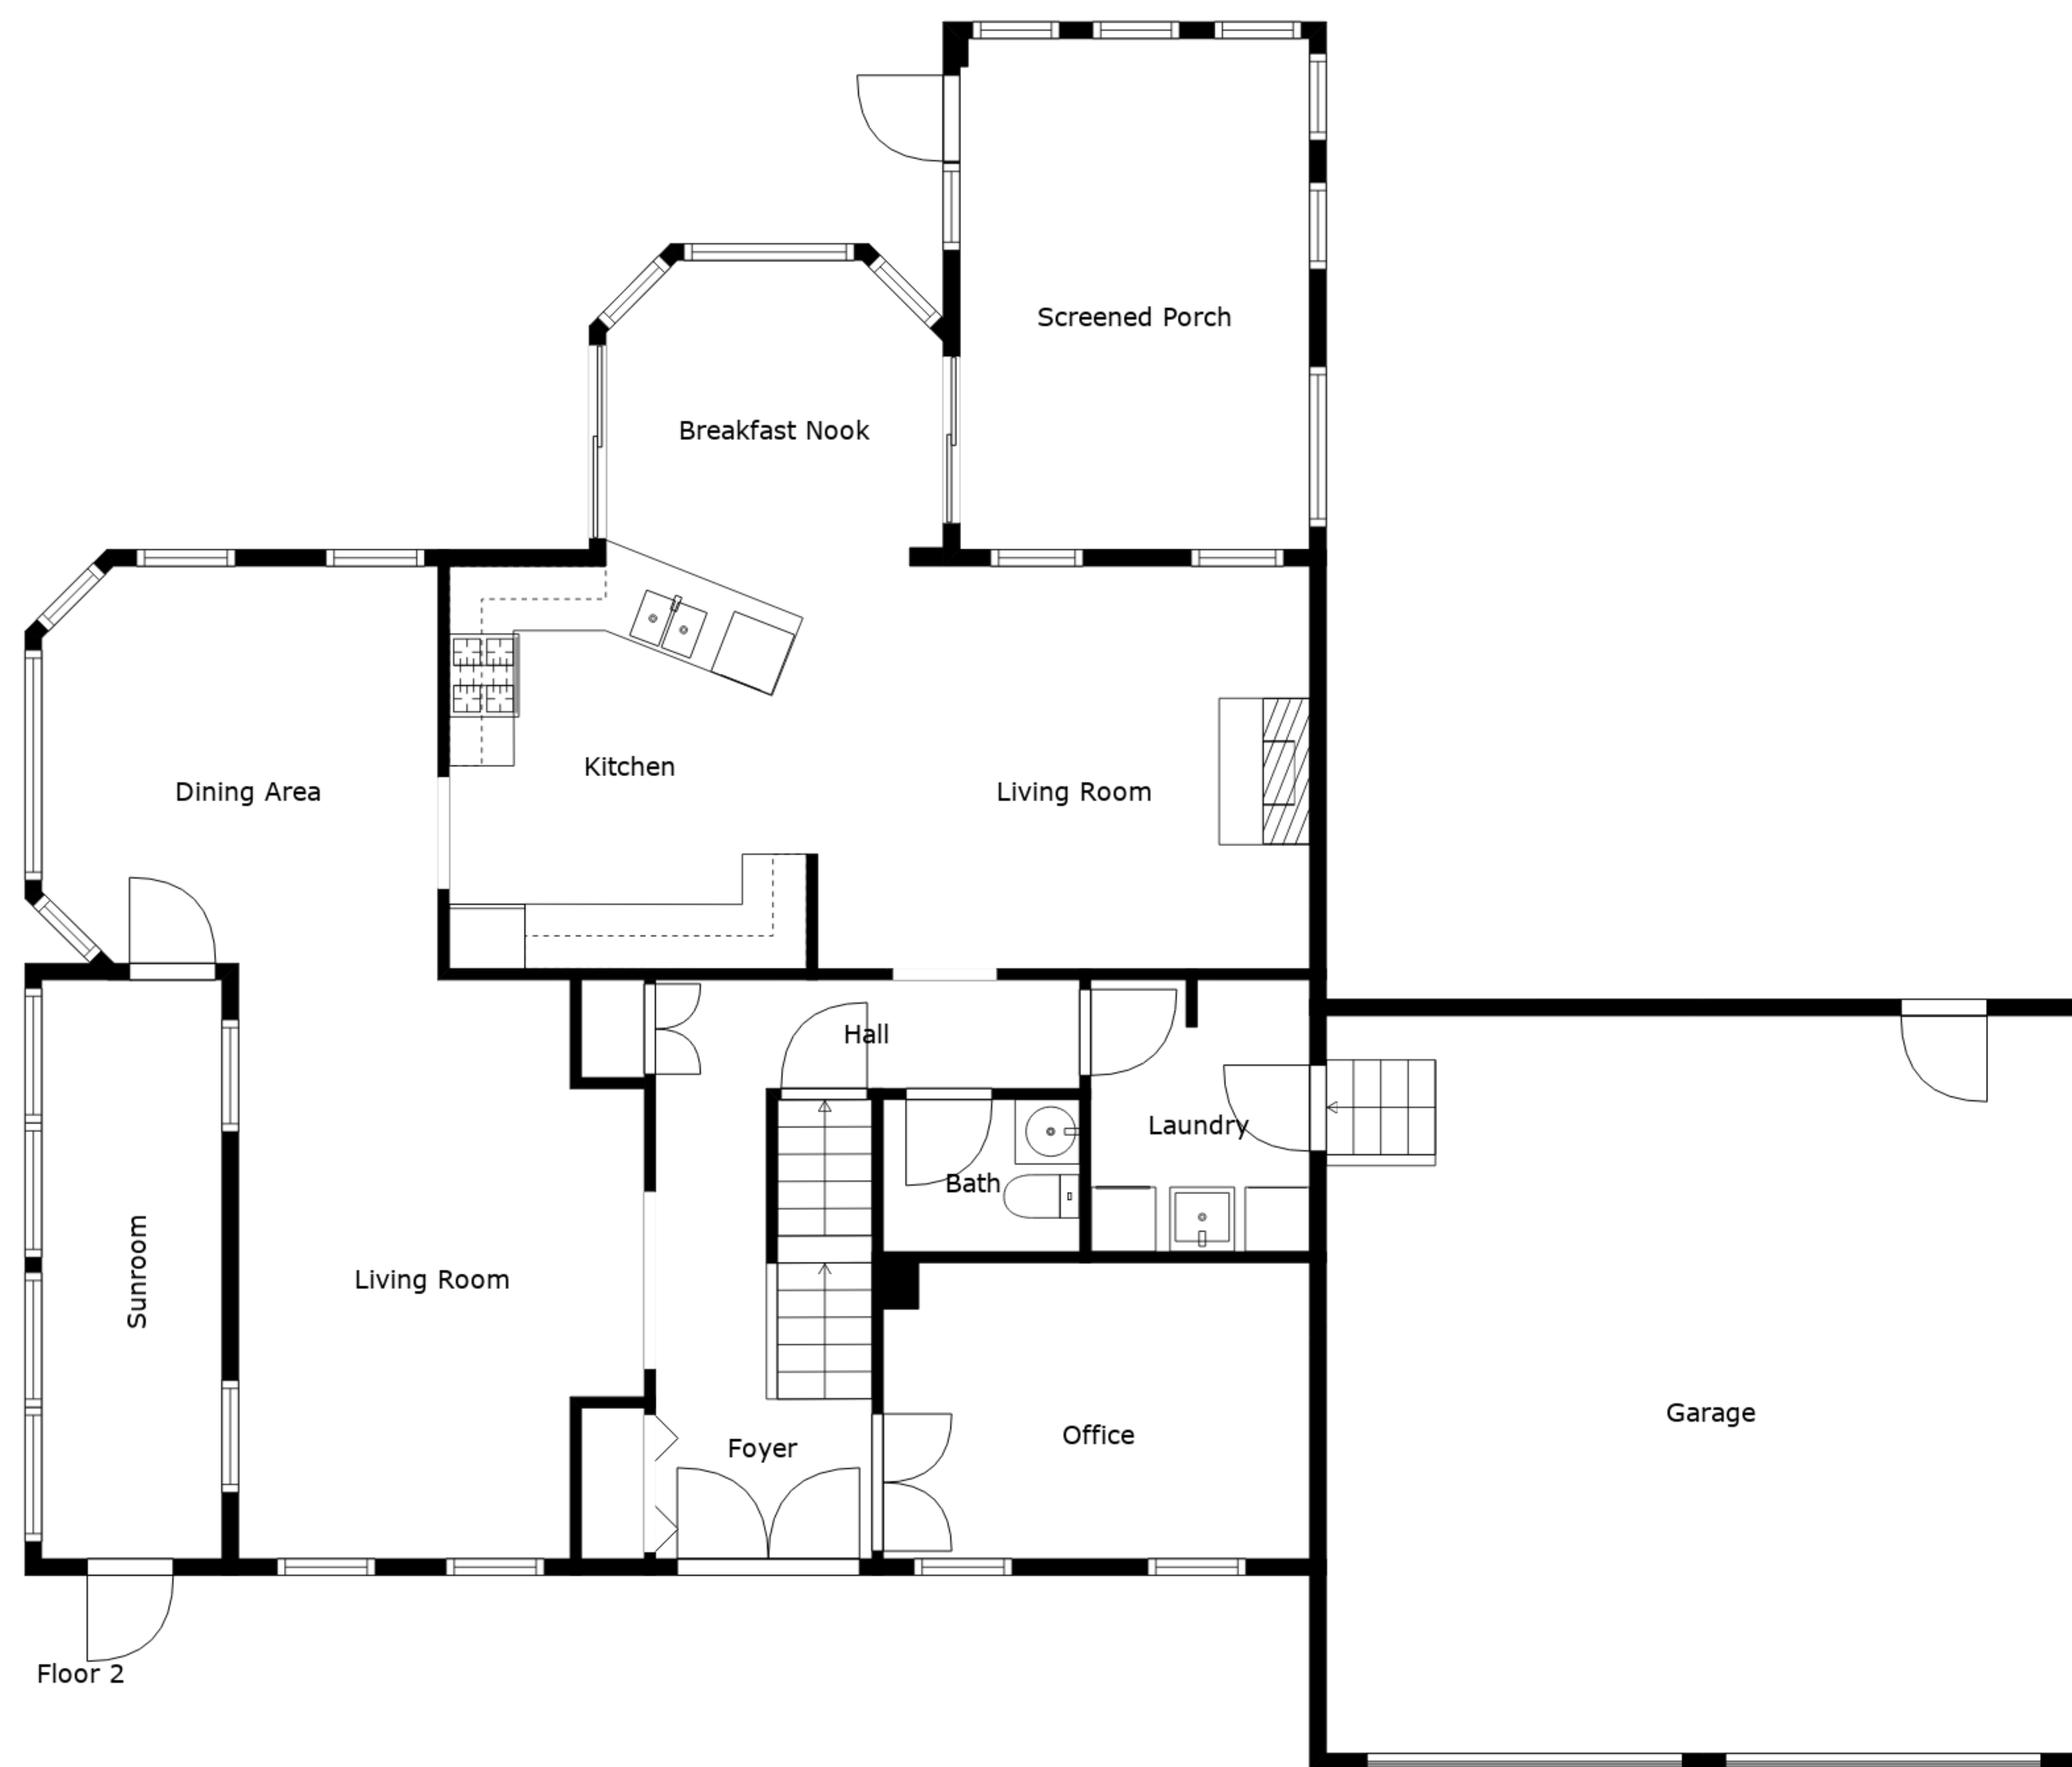 Screened Porch
Breakfast Nook
Kitchen
Dining Area
Living Room
Hall
Laundry
Bath
Sunroom
Living Room
Garage
Office
Foyer
Floor 2